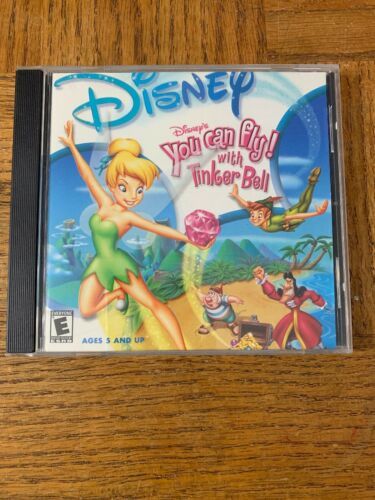 DISNEY
Disney's
You can fly!
with
Tinker Bell
EVERYONE
E
ESRB
AGES 5 AND UP